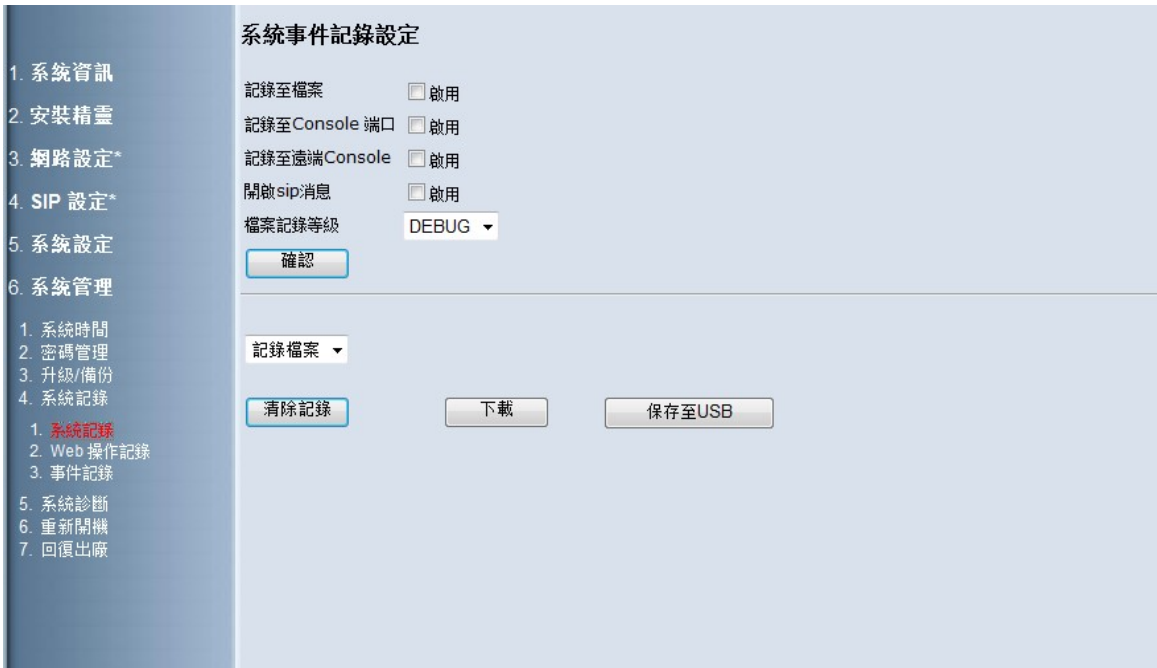 1. 系統資訊
2. 安裝精靈
3. 網路設定*
4. SIP 設定*
5. 系統設定
6. 系統管理
1. 系統時間
2. 密碼管理
3. 升級/備份
4. 系統記錄
1. 系統記錄
2. Web 操作記錄
3. 事件記錄
5. 系統診斷
6. 重新開機
7. 回復出廠
系統事件記錄設定
記錄至檔案 啟用
記錄至Console 端口 啟用
記錄至遠端Console 啟用
開啟sip消息 啟用
檔案記錄等級 DEBUG
確認
記錄檔案
清除記錄 下載 保存至USB